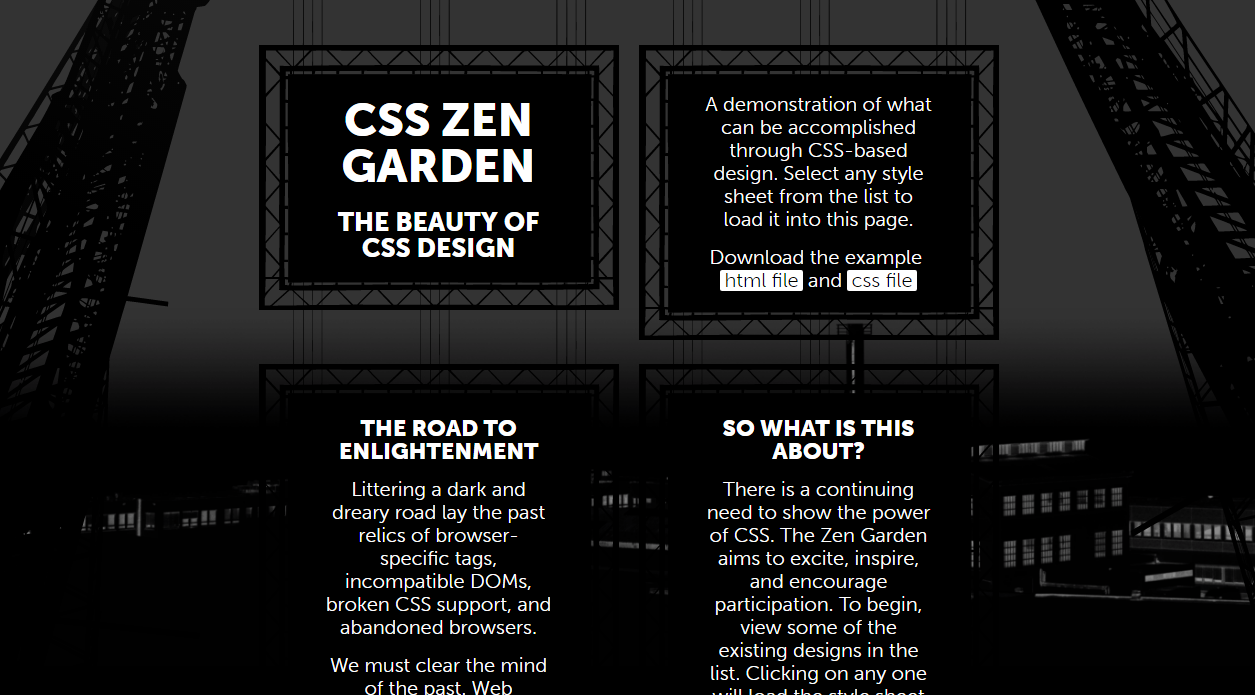 CSS ZEN
GARDEN
THE BEAUTY OF
CSS DESIGN
A demonstration of what
can be accomplished
through CSS-based
design. Select any style
sheet from the list to
load it into this page.
Download the example
html file and css file
THE ROAD TO
ENLIGHTENMENT
Littering a dark and
dreary road lay the past
relics of browser-
specific tags,
incompatible DOMs,
broken CSS support, and
abandoned browsers.
We must clear the mind
of the past. Web
SO WHAT IS THIS
ABOUT?
There is a continuing
need to show the power
of CSS. The Zen Garden
aims to excite, inspire,
and encourage
participation. To begin,
view some of the
existing designs in the
list. Clicking on any one
will load the style sheet